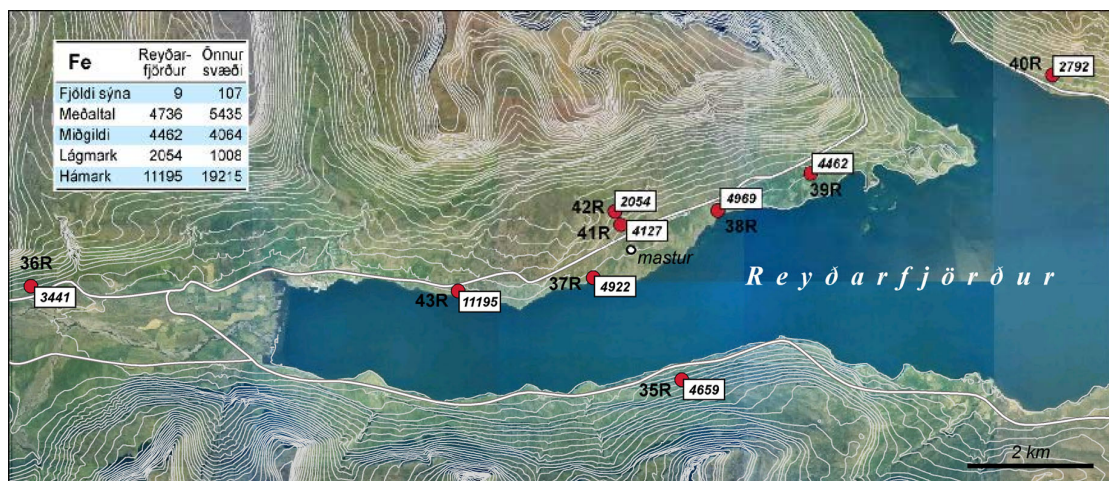 Fe Reyðar- Önnur
fjörður svæði
Fjöldi sýna 9 107
Meðaltal 4736 5435
Miðgildi 4462 4064
Lágmark 2054 1008
Hámark 11195 19215
40R 2792
4462
39R
42R 2054
4969
38R
41R 4127
mastur
36R
3441
37R 4922
43R 11195
Reyðarfjörður
35R 4659
2 km